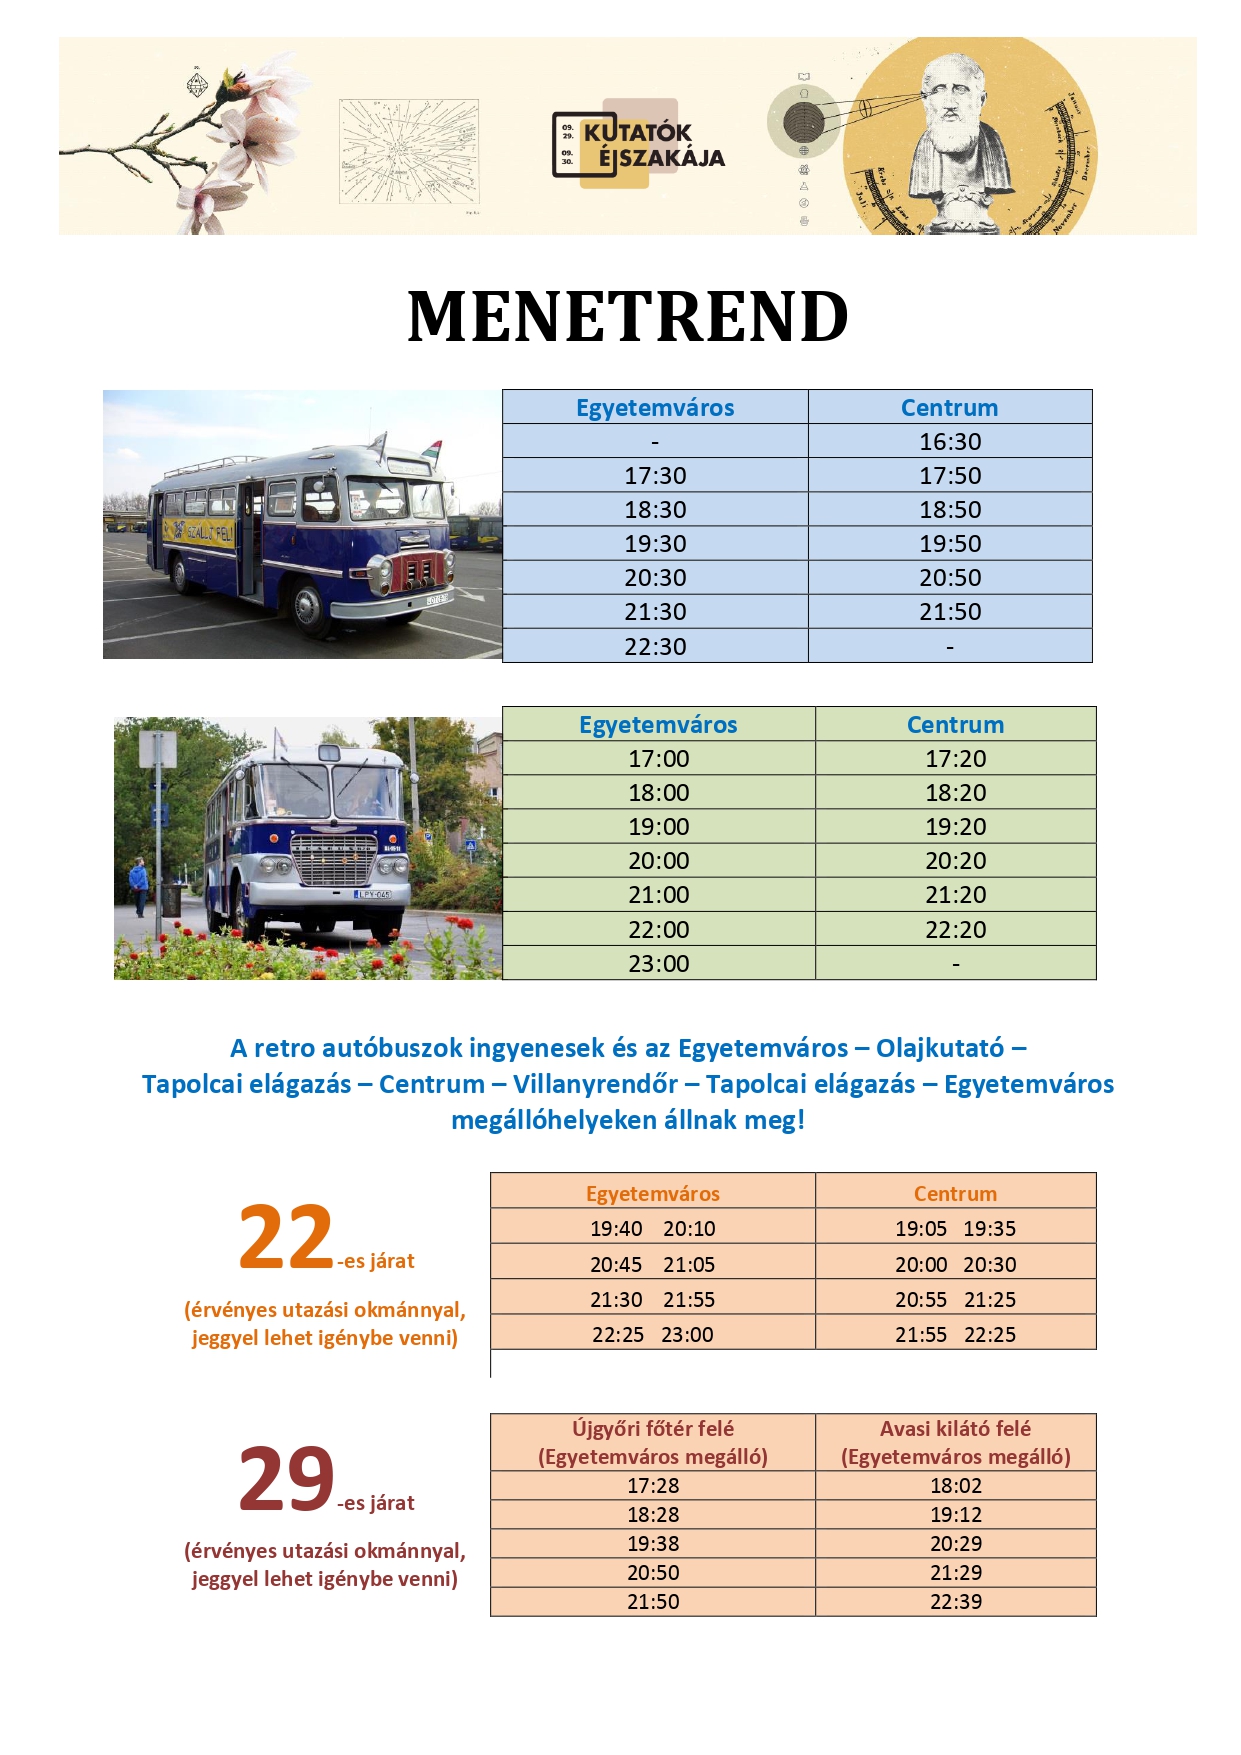 09.
29.
09.
30.
KUTATÓK
ÉJSZAKÁJA
MENETREND
SZÁLLJ FEL!
Egyetemváros Centrum
- 16:30
17:30 17:50
18:30 18:50
19:30 19:50
20:30 20:50
21:30 21:50
22:30 -
LPY-045
Egyetemváros Centrum
17:00 17:20
18:00 18:20
19:00 19:20
20:00 20:20
21:00 21:20
22:00 22:20
23:00 -
A retro autóbuszok ingyenesek és az Egyetemváros – Olajkutató –
Tapolcai elágazás – Centrum – Villanyrendőr – Tapolcai elágazás – Egyetemváros
megállóhelyeken állnak meg!
22-es járat
(érvényes utazási okmánnyal,
jeggyel lehet igénybe venni)
Egyetemváros Centrum
19:40 20:10 19:05 19:35
20:45 21:05 20:00 20:30
21:30 21:55 20:55 21:25
22:25 23:00 21:55 22:25
29-es járat
(érvényes utazási okmánnyal,
jeggyel lehet igénybe venni)
Újgyőri főtér felé Avasi kilátó felé
(Egyetemváros megálló) (Egyetemváros megálló)
17:28 18:02
18:28 19:12
19:38 20:29
20:50 21:29
21:50 22:39